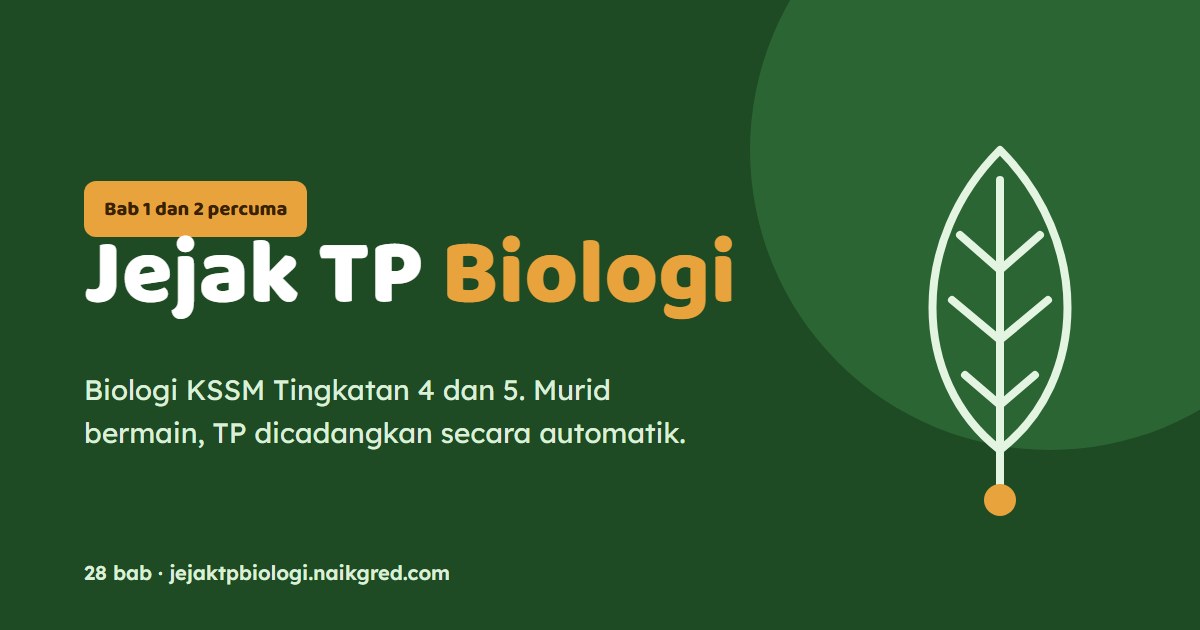 Bab 1 dan 2 percuma
Jejak TP Biologi
Biologi KSSM Tingkatan 4 dan 5. Murid
bermain, TP dicadangkan secara automatik.
28 bab · jejaktpbiologi.naikgred.com